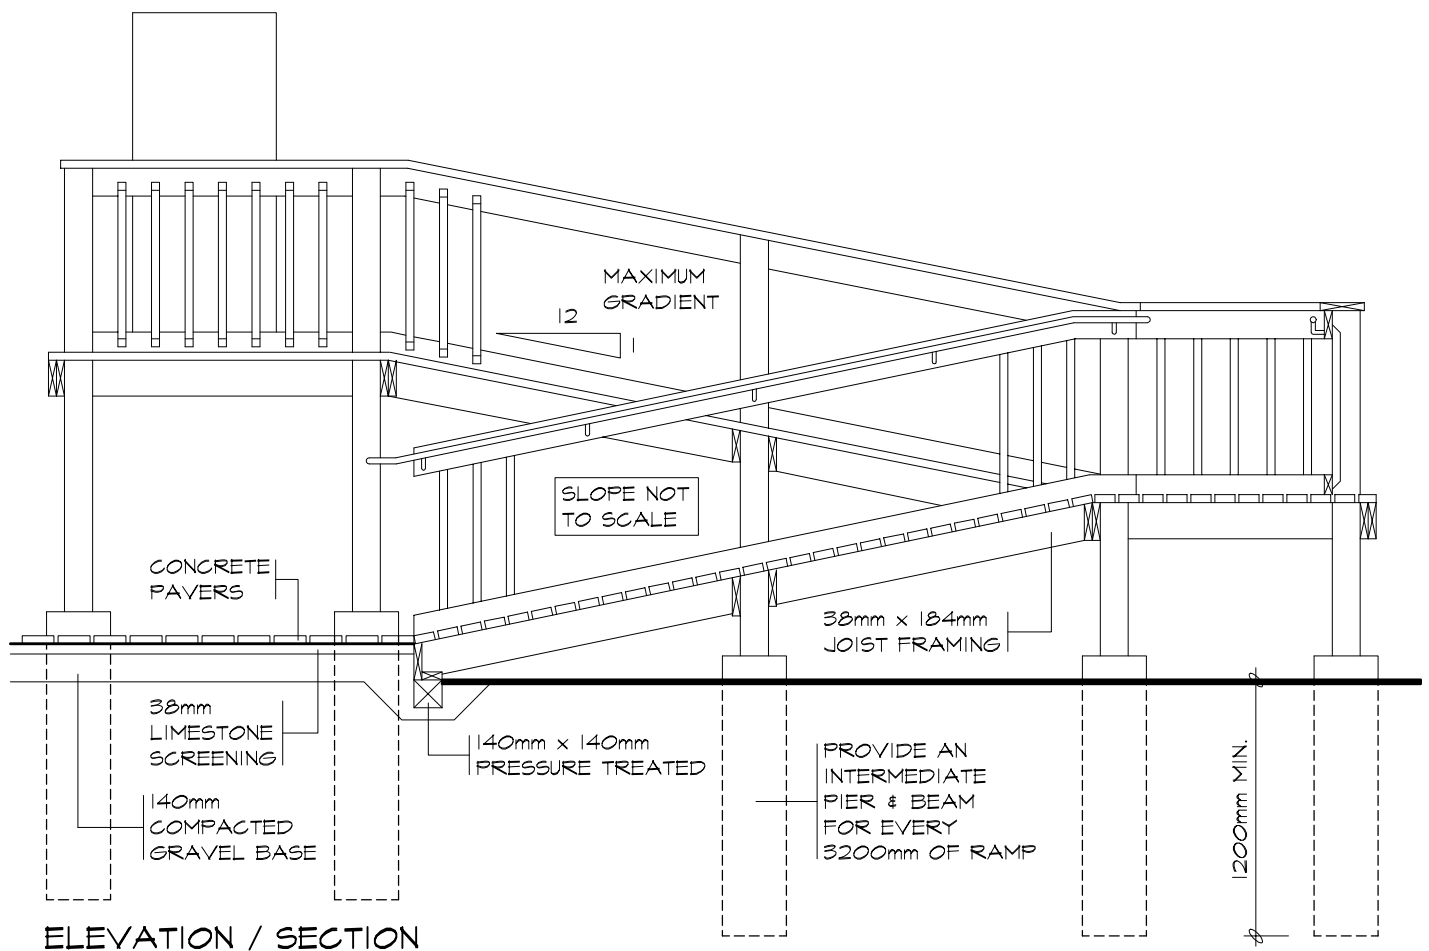 MAXIMUM
GRADIENT
12
1
SLOPE NOT
TO SCALE
CONCRETE
PAVERS
38mm x 184mm
JOIST FRAMING
38mm
LIMESTONE
SCREENING
140mm x 140mm
PRESSURE TREATED
140mm
COMPACTED
GRAVEL BASE
PROVIDE AN
INTERMEDIATE
PIER & BEAM
FOR EVERY
3200mm OF RAMP
1200mm MIN.
ELEVATION / SECTION